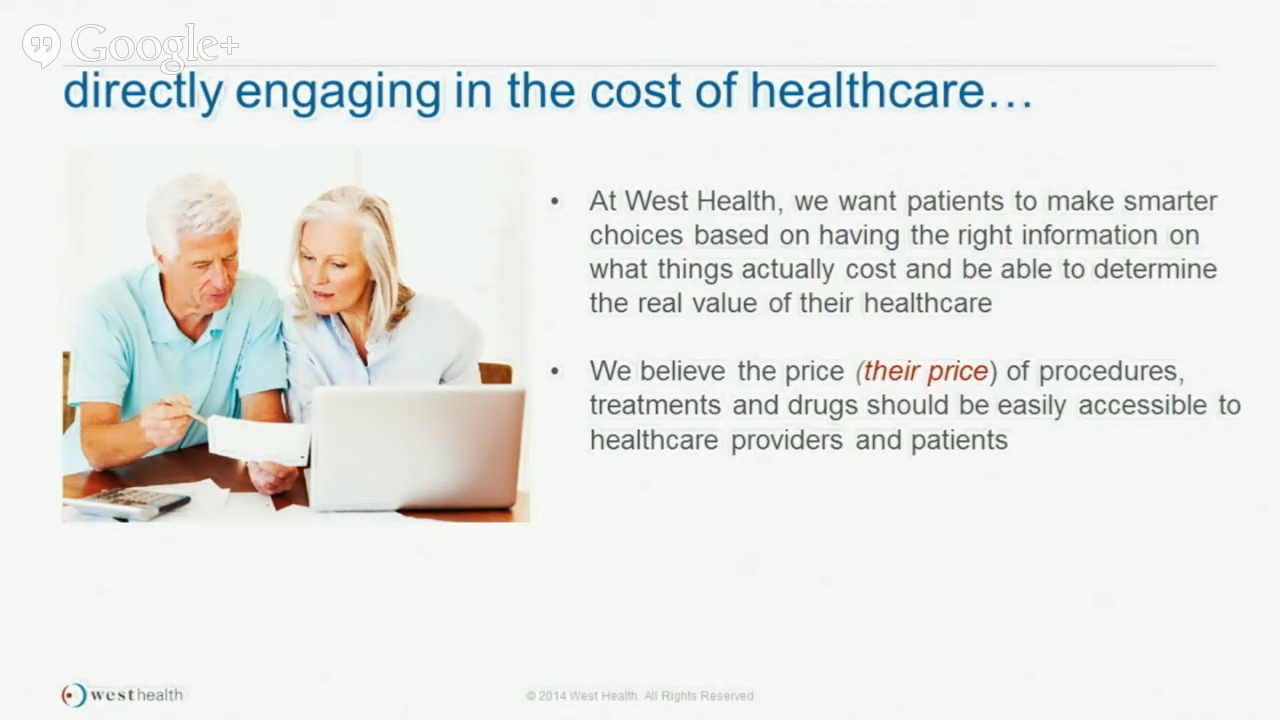 Google+
directly engaging in the cost of healthcare…
• At West Health, we want patients to make smarter
choices based on having the right information on
what things actually cost and be able to determine
the real value of their healthcare
• We believe the price (their price) of procedures,
treatments and drugs should be easily accessible to
healthcare providers and patients
westhealth
© 2014 West Health. All Rights Reserved